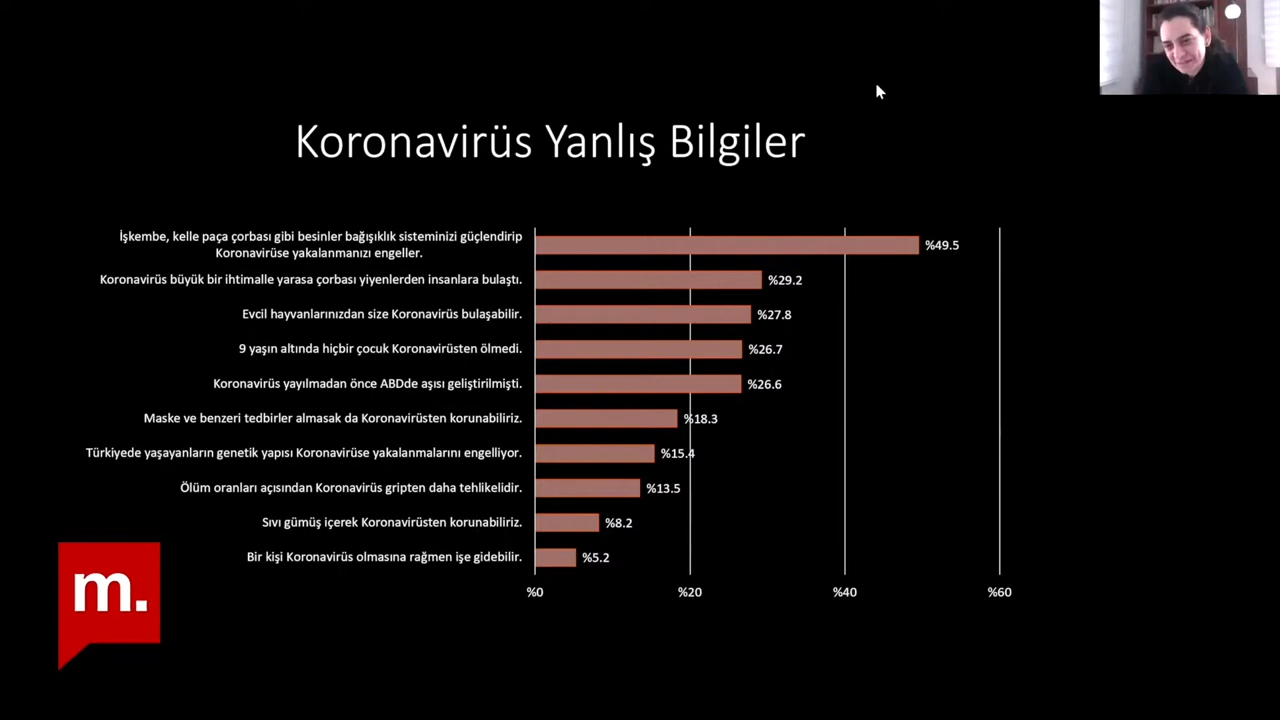 Koronavirüs Yanlış Bilgiler
İşkembe, kelle paça çorbası gibi besinler bağışıklık sisteminizi güçlendirip
Koronavirüse yakalanmanızı engeller.
%49.5
Koronavirüs büyük bir ihtimalle yarasa çorbası yiyenlerden insanlara bulaştı.
%29.2
Evcil hayvanlarınızdan size Koronavirüs bulaşabilir.
%27.8
9 yaşın altında hiçbir çocuk Koronavirüsten ölmedi.
%26.7
Koronavirüs yayılmadan önce ABDde aşısı geliştirilmişti.
%26.6
Maske ve benzeri tedbirler almasak da Koronavirüsten korunabiliriz.
%18.3
Türkiyede yaşayanların genetik yapısı Koronavirüse yakalanmalarını engelliyor.
%15.4
Ölüm oranları açısından Koronavirüs gripten daha tehlikelidir.
%13.5
Sıvı gümüş içerek Koronavirüsten korunabiliriz.
%8.2
Bir kişi Koronavirüs olmasına rağmen işe gidebilir.
%5.2
%0 %20 %40 %60
m.